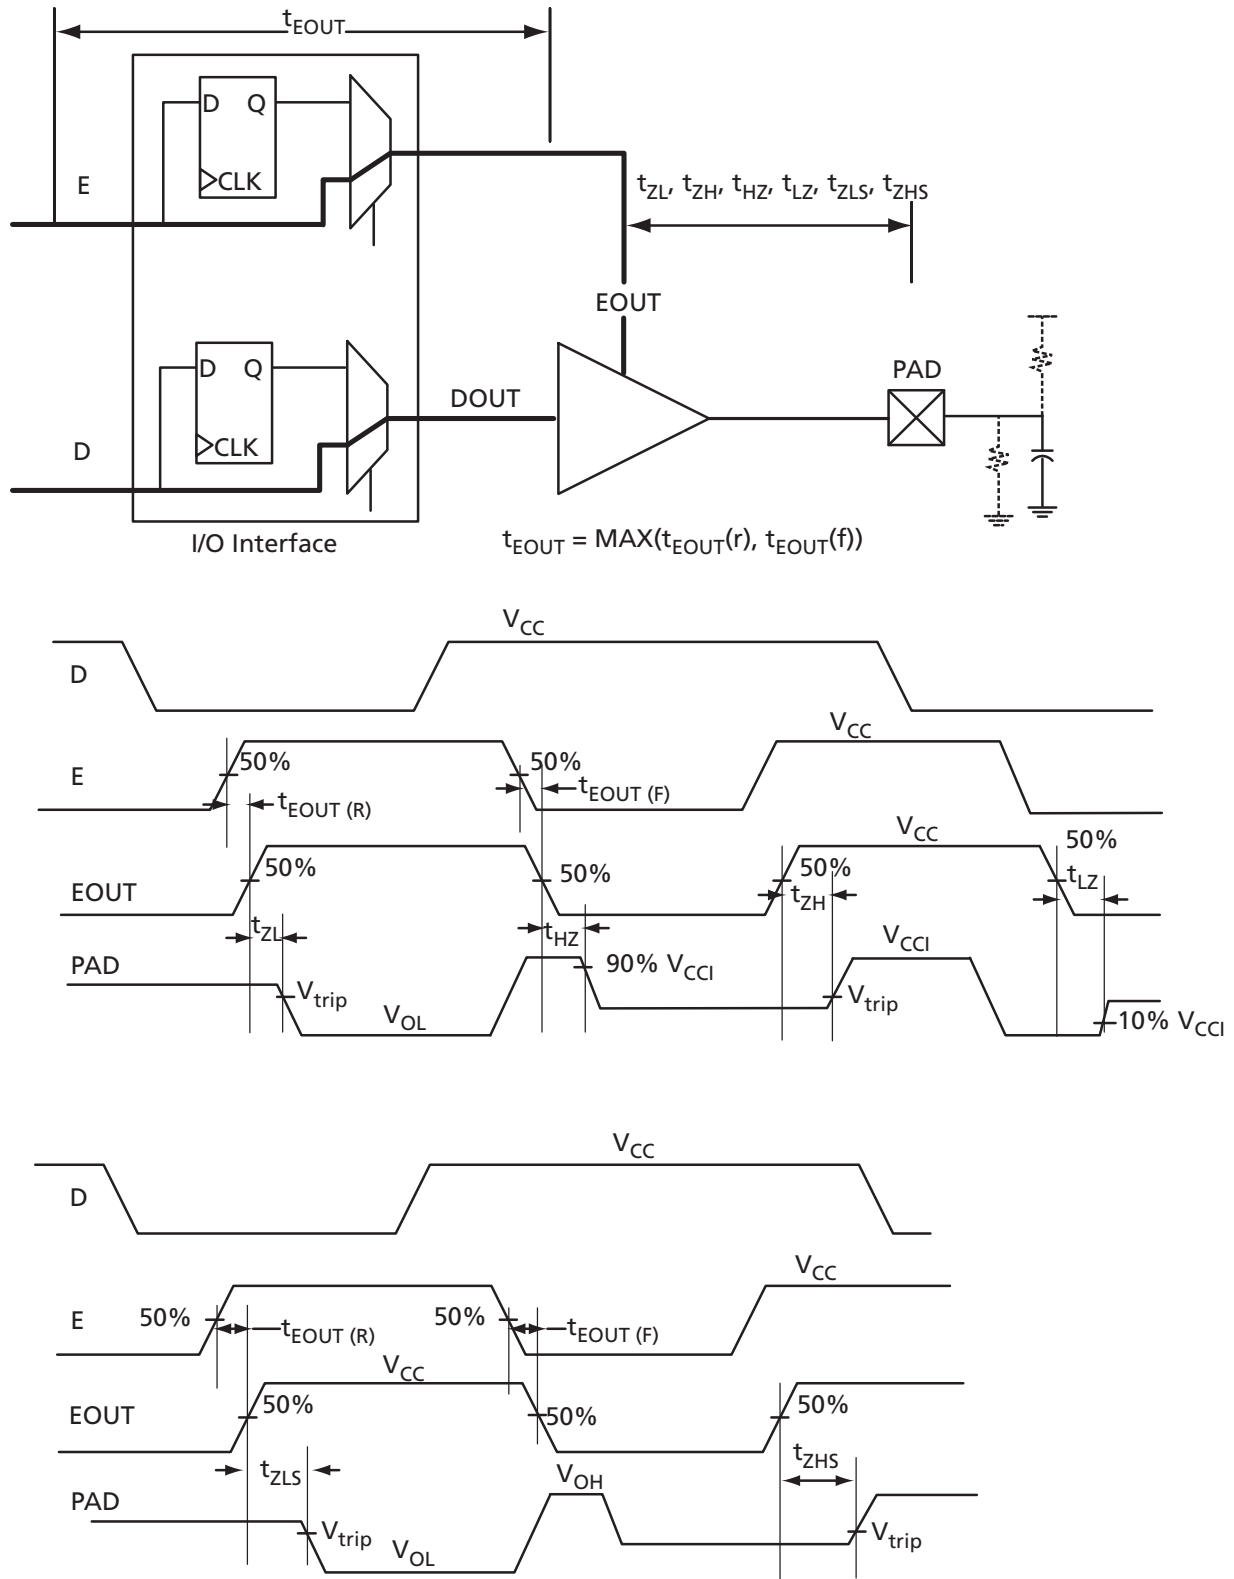 tEOUT
D Q
CLK
E
tZL, tZH, tHZ, tLZ, tZLS, tZHS
EOUT
D Q
CLK
D
DOUT
PAD
I/O Interface
tEOUT = MAX(tEOUT(r), tEOUT(f))
VCC
D
VCC
E
50%
50%
tEOUT (R)
tEOUT (F)
VCC
50%
EOUT
50%
50%
50%
tZL
tHZ
tZH
tLZ
PAD
VCCI
90% VCCI
Vtrip
Vtrip
VOL
10% VCCI
VCC
D
VCC
E
50%
50%
tEOUT (R)
tEOUT (F)
VCC
EOUT
50%
50%
50%
tZLS
tZHS
VOH
PAD
Vtrip
Vtrip
VOL